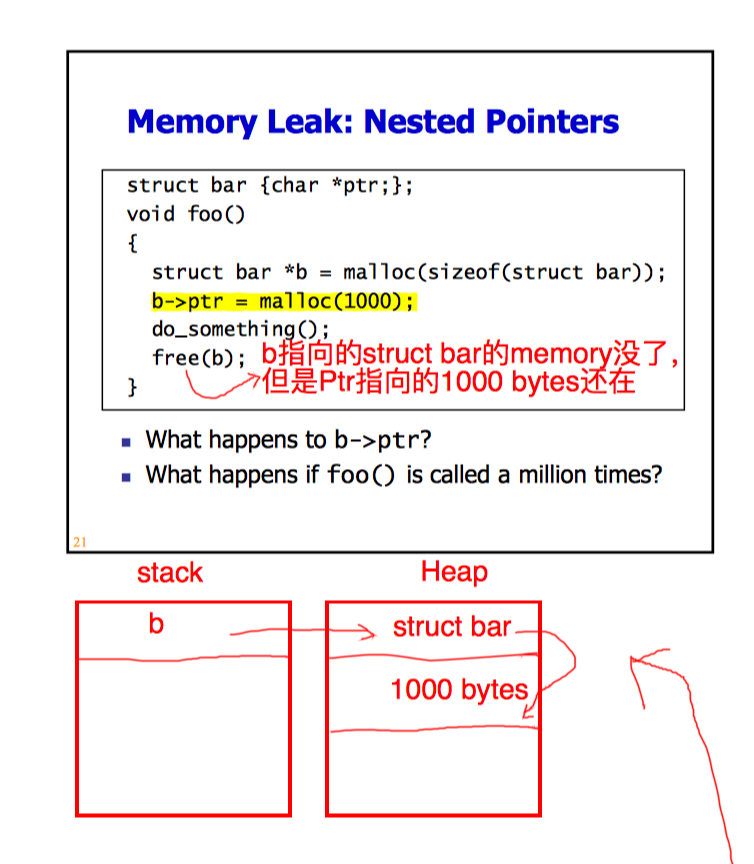 Memory Leak: Nested Pointers
struct bar {char *ptr;};
void foo()
{
struct bar *b = malloc(sizeof(struct bar));
b->ptr = malloc(1000);
do_something();
free(b); b指向的struct bar的memory没了，
} 但是Ptr指向的1000 bytes还在
What happens to b->ptr?
What happens if foo() is called a million times?
21
stack Heap
b struct bar
1000 bytes